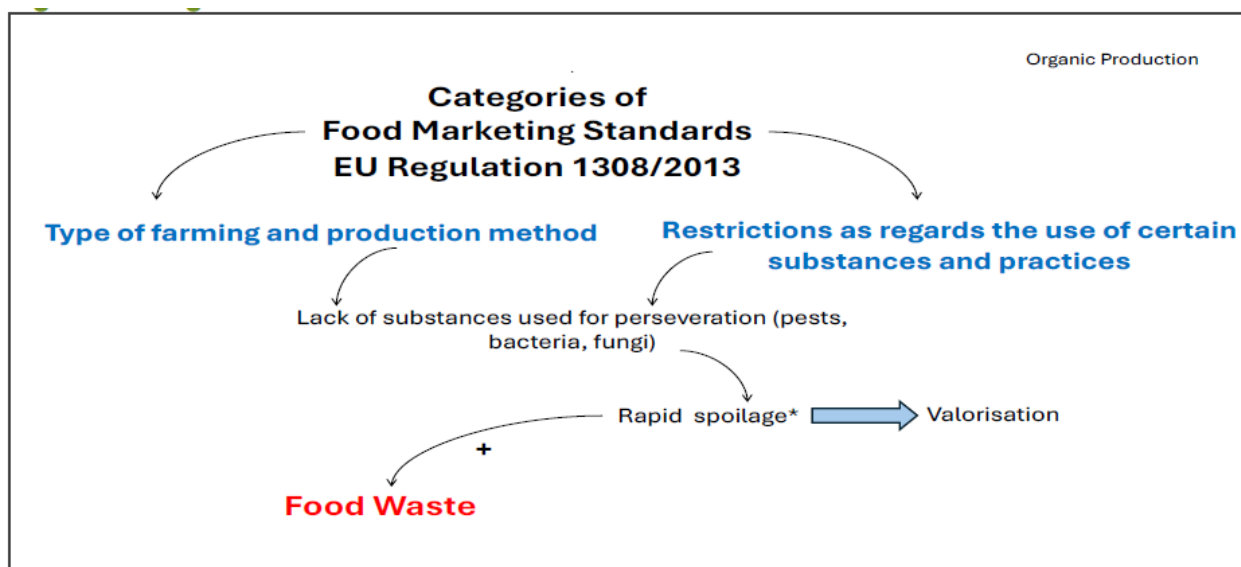 Organic Production
Categories of
Food Marketing Standards
EU Regulation 1308/2013
Type of farming and production method
Restrictions as regards the use of certain
substances and practices
Lack of substances used for perseveration (pests,
bacteria, fungi)
Rapid spoilage*
Valorisation
+
Food Waste